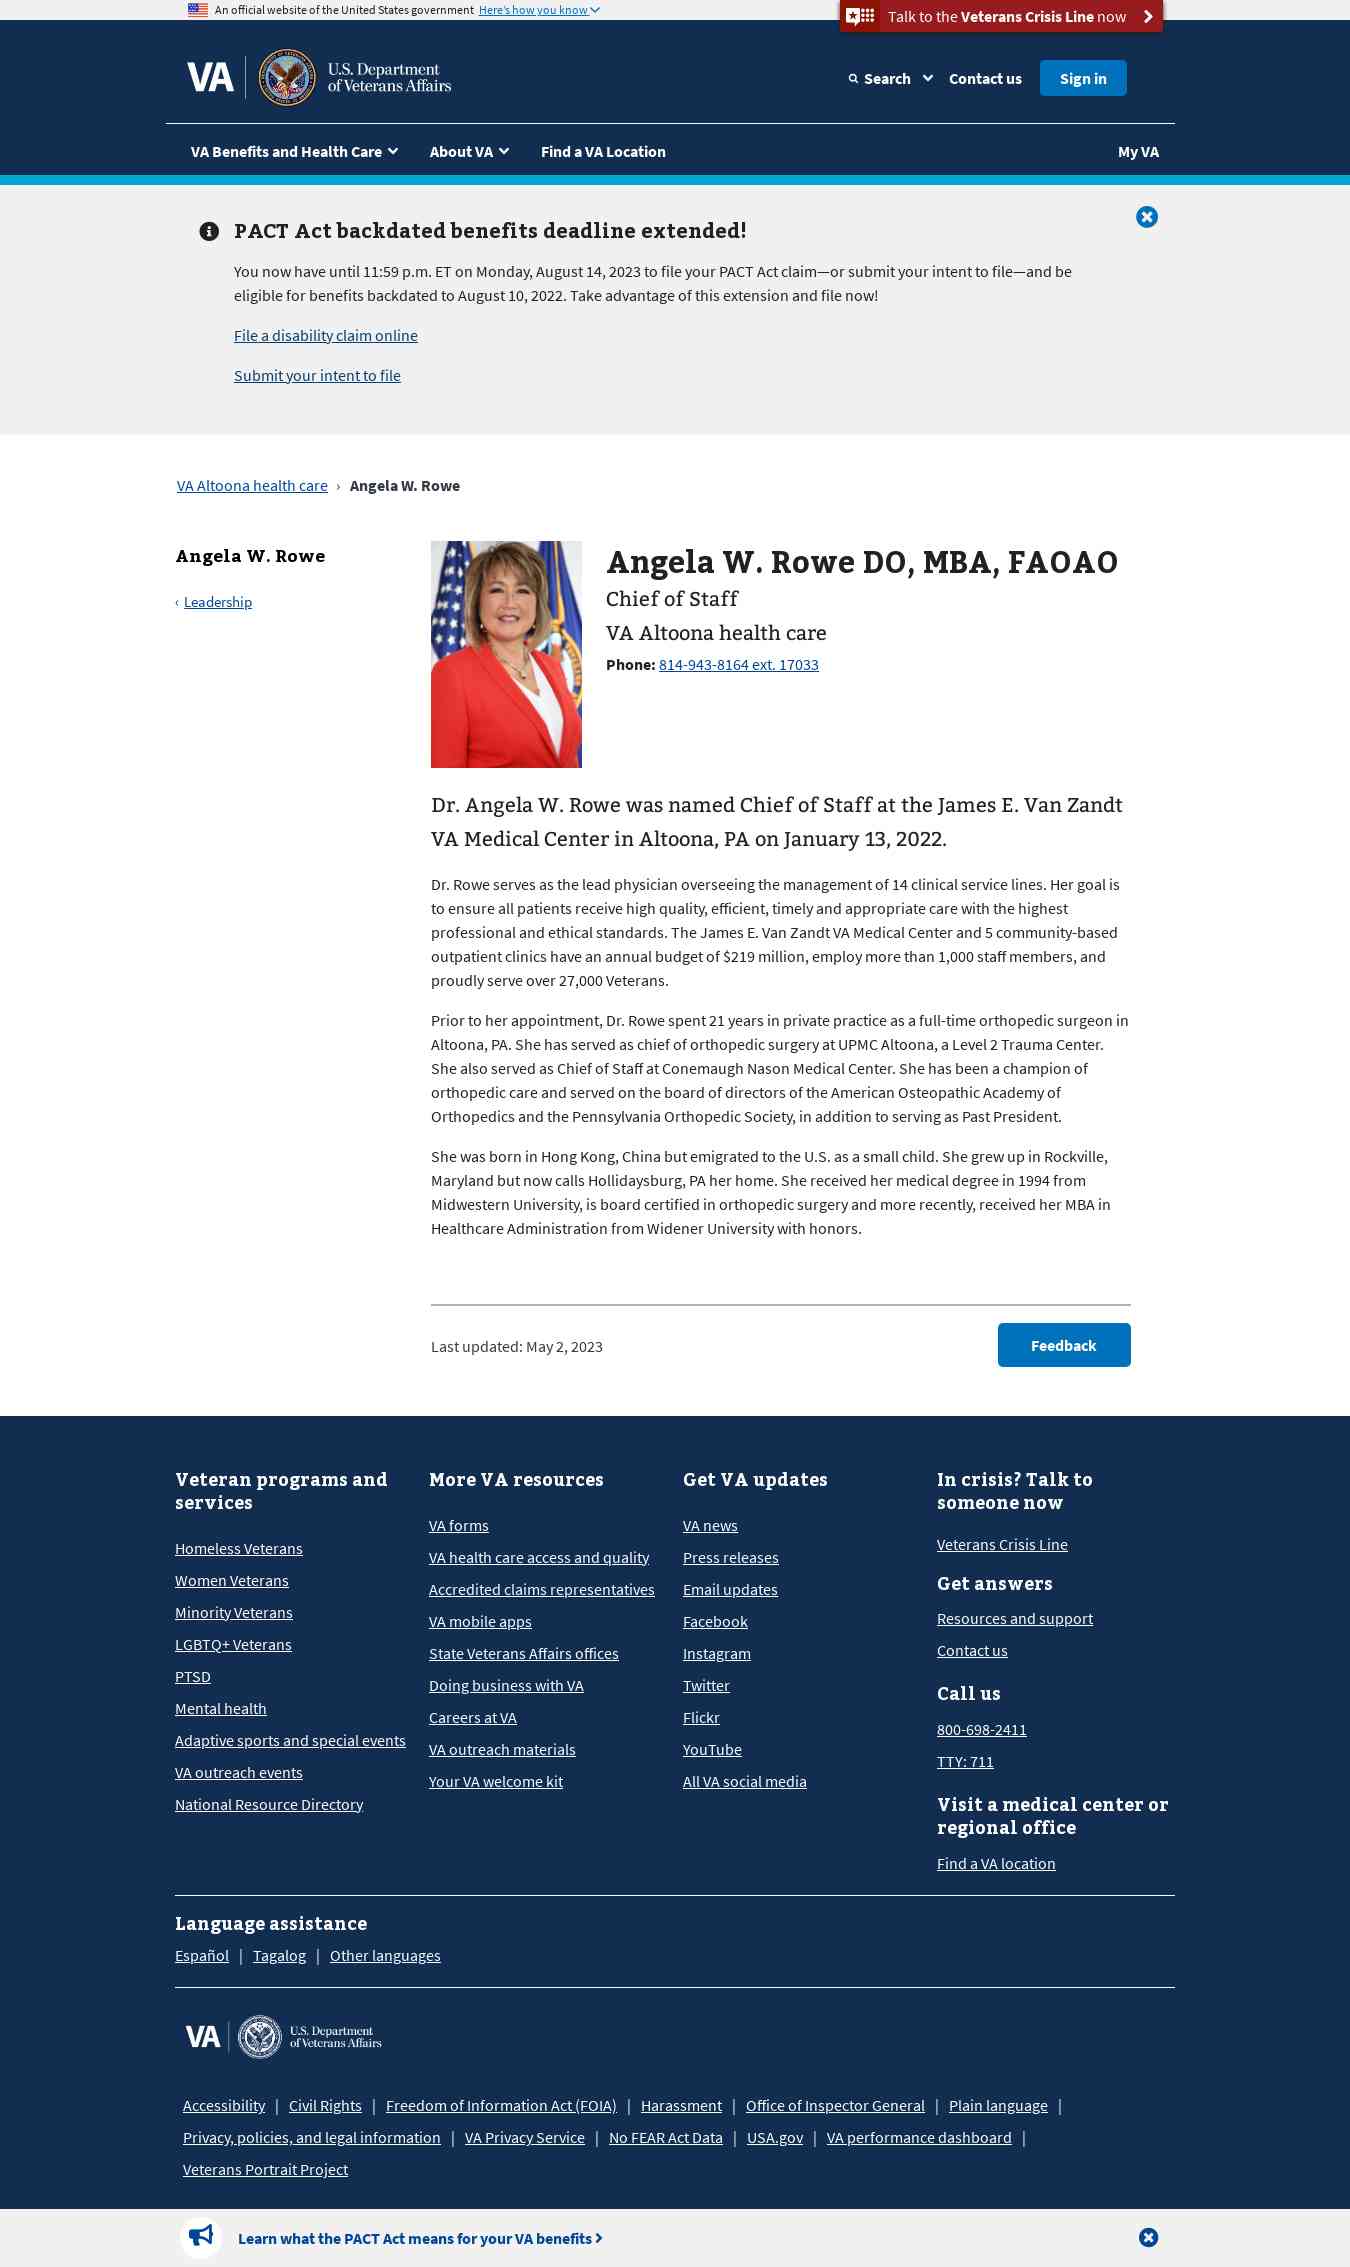 An official website of the United States government Here's how you know
Talk to the Veterans Crisis Line now
VA
U.S. Department
of Veterans Affairs
Search
Contact us
Sign in
VA Benefits and Health Care
About VA
Find a VA Location
My VA
PACT Act backdated benefits deadline extended!
You now have until 11:59 p.m. ET on Monday, August 14, 2023 to file your PACT Act claim—or submit your intent to file—and be
eligible for benefits backdated to August 10, 2022. Take advantage of this extension and file now!
File a disability claim online
Submit your intent to file
VA Altoona health care › Angela W. Rowe
Angela W. Rowe
‹ Leadership
Angela W. Rowe DO, MBA, FAOAO
Chief of Staff
VA Altoona health care
Phone: 814-943-8164 ext. 17033
Dr. Angela W. Rowe was named Chief of Staff at the James E. Van Zandt
VA Medical Center in Altoona, PA on January 13, 2022.
Dr. Rowe serves as the lead physician overseeing the management of 14 clinical service lines. Her goal is
to ensure all patients receive high quality, efficient, timely and appropriate care with the highest
professional and ethical standards. The James E. Van Zandt VA Medical Center and 5 community-based
outpatient clinics have an annual budget of $219 million, employ more than 1,000 staff members, and
proudly serve over 27,000 Veterans.
Prior to her appointment, Dr. Rowe spent 21 years in private practice as a full-time orthopedic surgeon in
Altoona, PA. She has served as chief of orthopedic surgery at UPMC Altoona, a Level 2 Trauma Center.
She also served as Chief of Staff at Conemaugh Nason Medical Center. She has been a champion of
orthopedic care and served on the board of directors of the American Osteopathic Academy of
Orthopedics and the Pennsylvania Orthopedic Society, in addition to serving as Past President.
She was born in Hong Kong, China but emigrated to the U.S. as a small child. She grew up in Rockville,
Maryland but now calls Hollidaysburg, PA her home. She received her medical degree in 1994 from
Midwestern University, is board certified in orthopedic surgery and more recently, received her MBA in
Healthcare Administration from Widener University with honors.
Last updated: May 2, 2023
Feedback
Veteran programs and
services
Homeless Veterans
Women Veterans
Minority Veterans
LGBTQ+ Veterans
PTSD
Mental health
Adaptive sports and special events
VA outreach events
National Resource Directory
More VA resources
VA forms
VA health care access and quality
Accredited claims representatives
VA mobile apps
State Veterans Affairs offices
Doing business with VA
Careers at VA
VA outreach materials
Your VA welcome kit
Get VA updates
VA news
Press releases
Email updates
Facebook
Instagram
Twitter
Flickr
YouTube
All VA social media
In crisis? Talk to
someone now
Veterans Crisis Line
Get answers
Resources and support
Contact us
Call us
800-698-2411
TTY: 711
Visit a medical center or
regional office
Find a VA location
Language assistance
Español | Tagalog | Other languages
VA
U.S. Department
of Veterans Affairs
Accessibility | Civil Rights | Freedom of Information Act (FOIA) | Harassment | Office of Inspector General | Plain language |
Privacy, policies, and legal information | VA Privacy Service | No FEAR Act Data | USA.gov | VA performance dashboard |
Veterans Portrait Project
Learn what the PACT Act means for your VA benefits